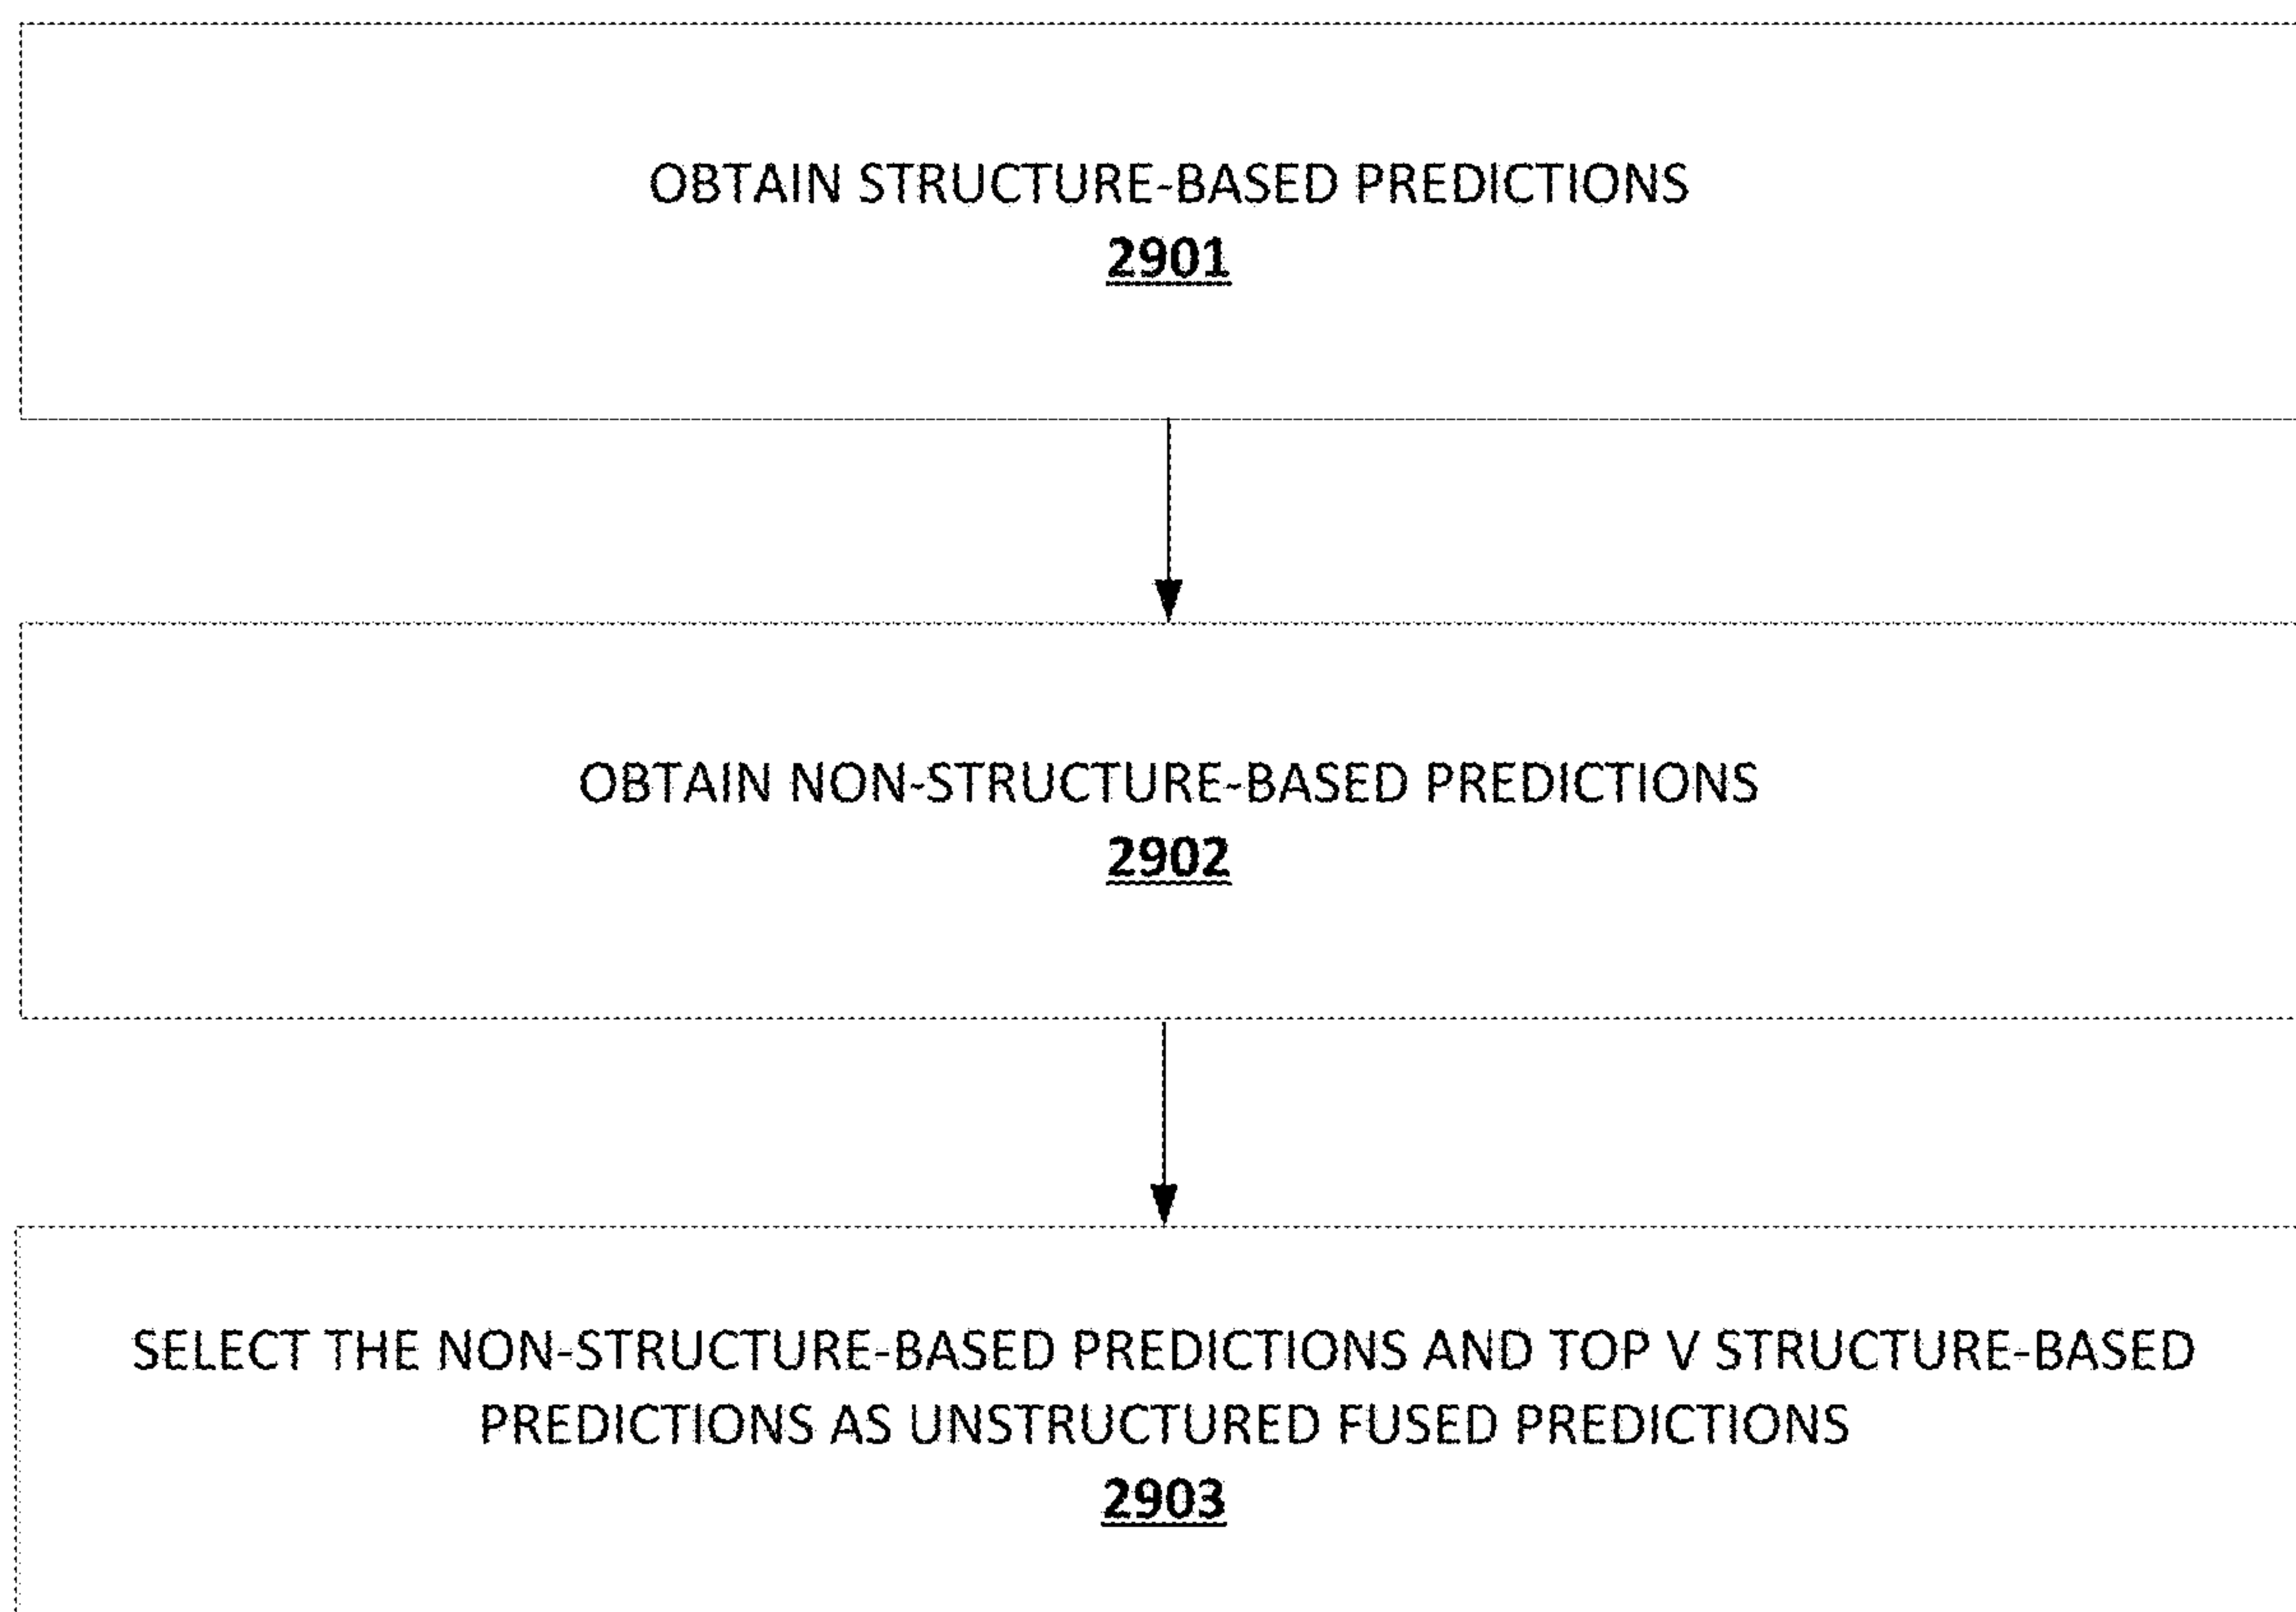 OBTAIN STRUCTURE-BASED PREDICTIONS
2901
OBTAIN NON-STRUCTURE-BASED PREDICTIONS
2902
SELECT THE NON-STRUCTURE-BASED PREDICTIONS AND TOP V STRUCTURE-BASED
PREDICTIONS AS UNSTRUCTURED FUSED PREDICTIONS
2903